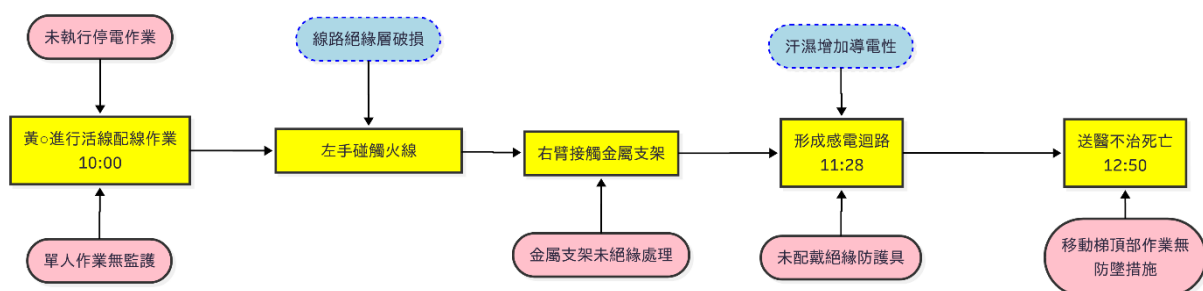 未執行停電作業
線路絕緣層破損
汗濕增加導電性
黃○進行活線配線作業
10:00
左手碰觸火線
右臂接觸金屬支架
形成感電迴路
11:28
送醫不治死亡
12:50
單人作業無監護
金屬支架未絕緣處理
未配戴絕緣防護具
移動梯頂部作業無
防墜措施